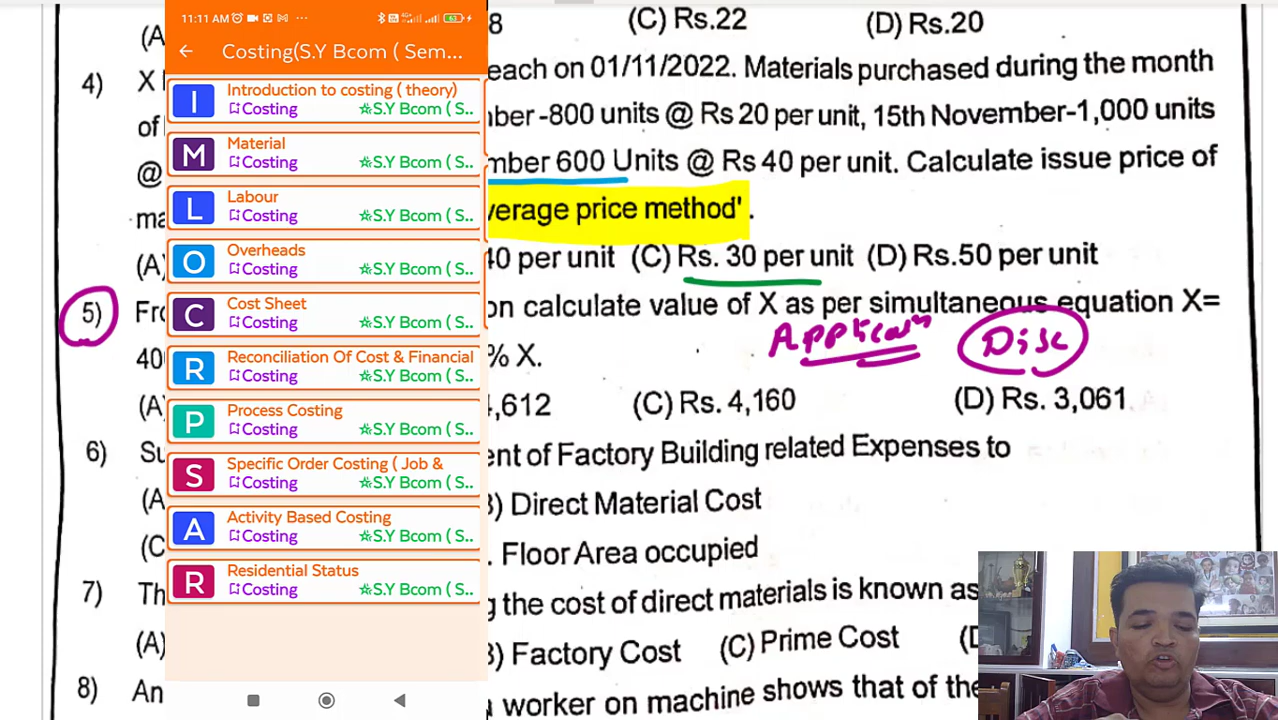 8 (C) Rs.22 (D) Rs.20
(A
11:11 AM
63
Costing(S.Y Bcom ( Sem...
4) X each on 01/11/2022. Materials purchased during the month
of mber -800 units @ Rs 20 per unit, 15th November-1,000 units
@ mber 600 Units @ Rs 40 per unit. Calculate issue price of
ma verage price method' .
(A) 40 per unit (C) Rs. 30 per unit (D) Rs.50 per unit
5) Fro on calculate value of X as per simultaneous equation X=
Disc
400 % X.
(A) ,612 (C) Rs. 4,160 (D) Rs. 3,061
6) Su ent of Factory Building related Expenses to
(A ) Direct Material Cost
(C . Floor Area occupied
7) Th g the cost of direct materials is known as
(A) ) Factory Cost (C) Prime Cost
8) An a worker on machine shows that of the
I Introduction to costing ( theory)
Costing S.Y Bcom ( S..
M Material
Costing S.Y Bcom ( S..
L Labour
Costing S.Y Bcom ( S..
O Overheads
Costing S.Y Bcom ( S..
C Cost Sheet
Costing S.Y Bcom ( S..
R Reconciliation Of Cost & Financial
Costing S.Y Bcom ( S..
P Process Costing
Costing S.Y Bcom ( S..
S Specific Order Costing ( Job &
Costing S.Y Bcom ( S..
A Activity Based Costing
Costing S.Y Bcom ( S..
R Residential Status
Costing S.Y Bcom ( S..